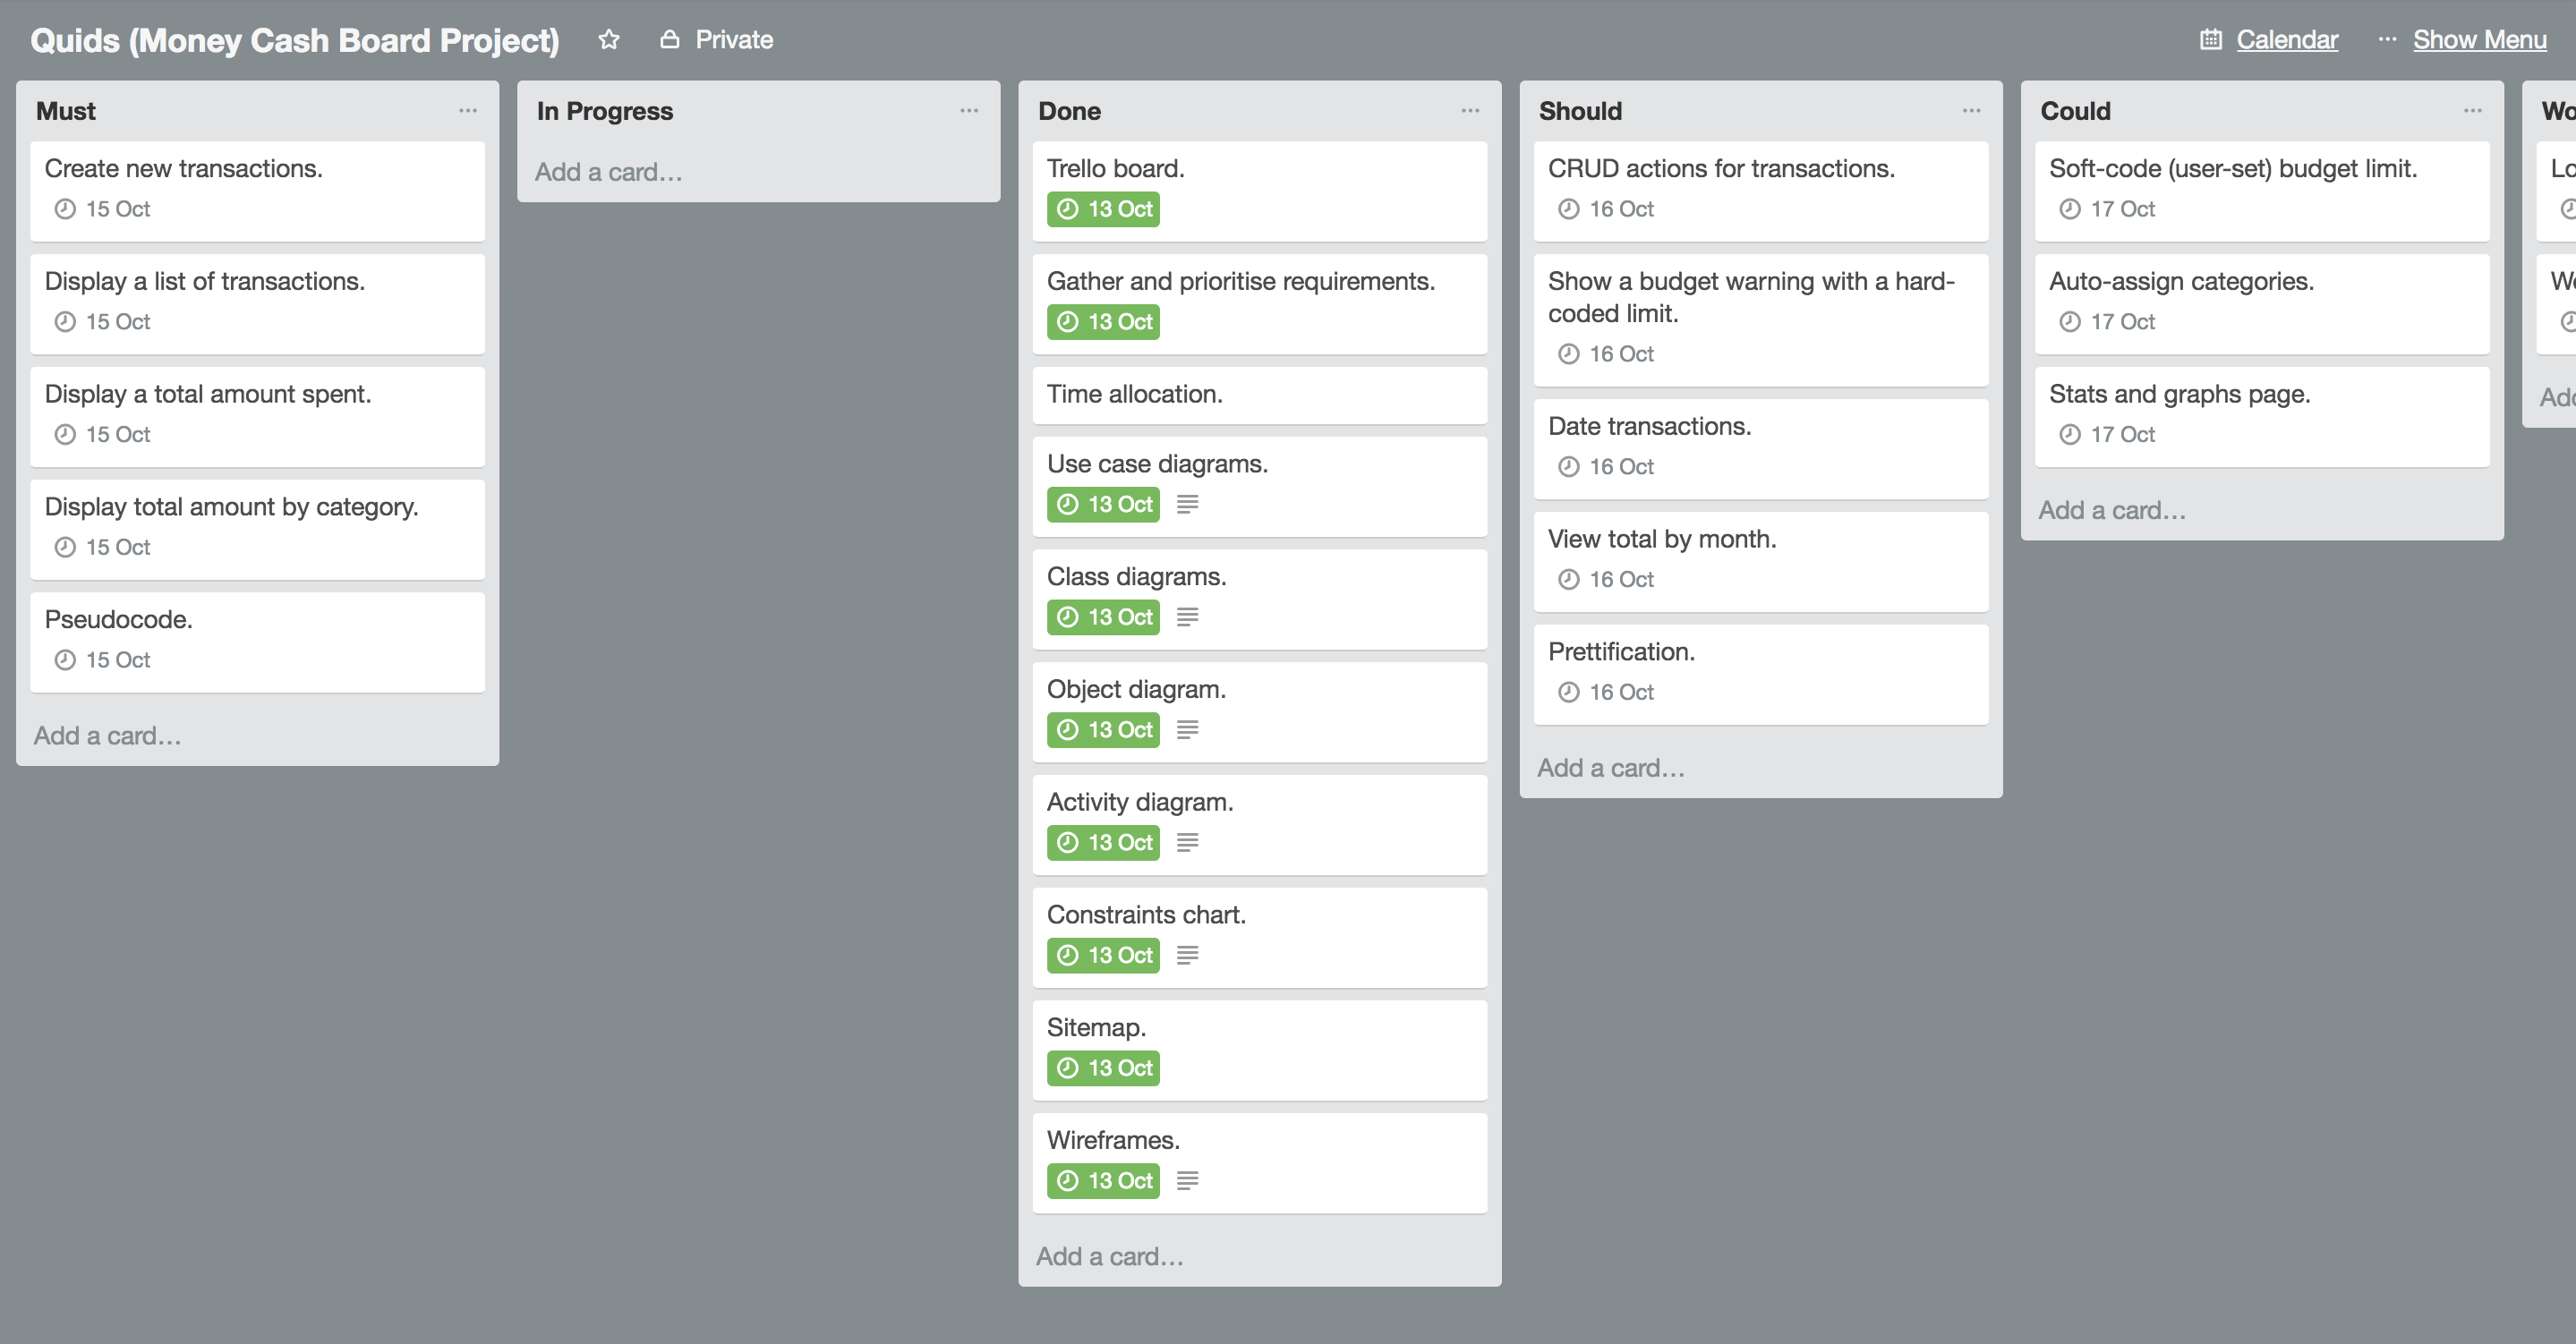 Quids (Money Cash Board Project)
Private
Calendar
Show Menu
Must
Create new transactions.
15 Oct
Display a list of transactions.
15 Oct
Display a total amount spent.
15 Oct
Display total amount by category.
15 Oct
Pseudocode.
15 Oct
Add a card…
In Progress
Add a card…
Done
Trello board.
13 Oct
Gather and prioritise requirements.
13 Oct
Time allocation.
Use case diagrams.
13 Oct
Class diagrams.
13 Oct
Object diagram.
13 Oct
Activity diagram.
13 Oct
Constraints chart.
13 Oct
Sitemap.
13 Oct
Wireframes.
13 Oct
Add a card…
Should
CRUD actions for transactions.
16 Oct
Show a budget warning with a hard-
coded limit.
16 Oct
Date transactions.
16 Oct
View total by month.
16 Oct
Prettification.
16 Oct
Add a card…
Could
Soft-code (user-set) budget limit.
17 Oct
Auto-assign categories.
17 Oct
Stats and graphs page.
17 Oct
Add a card…